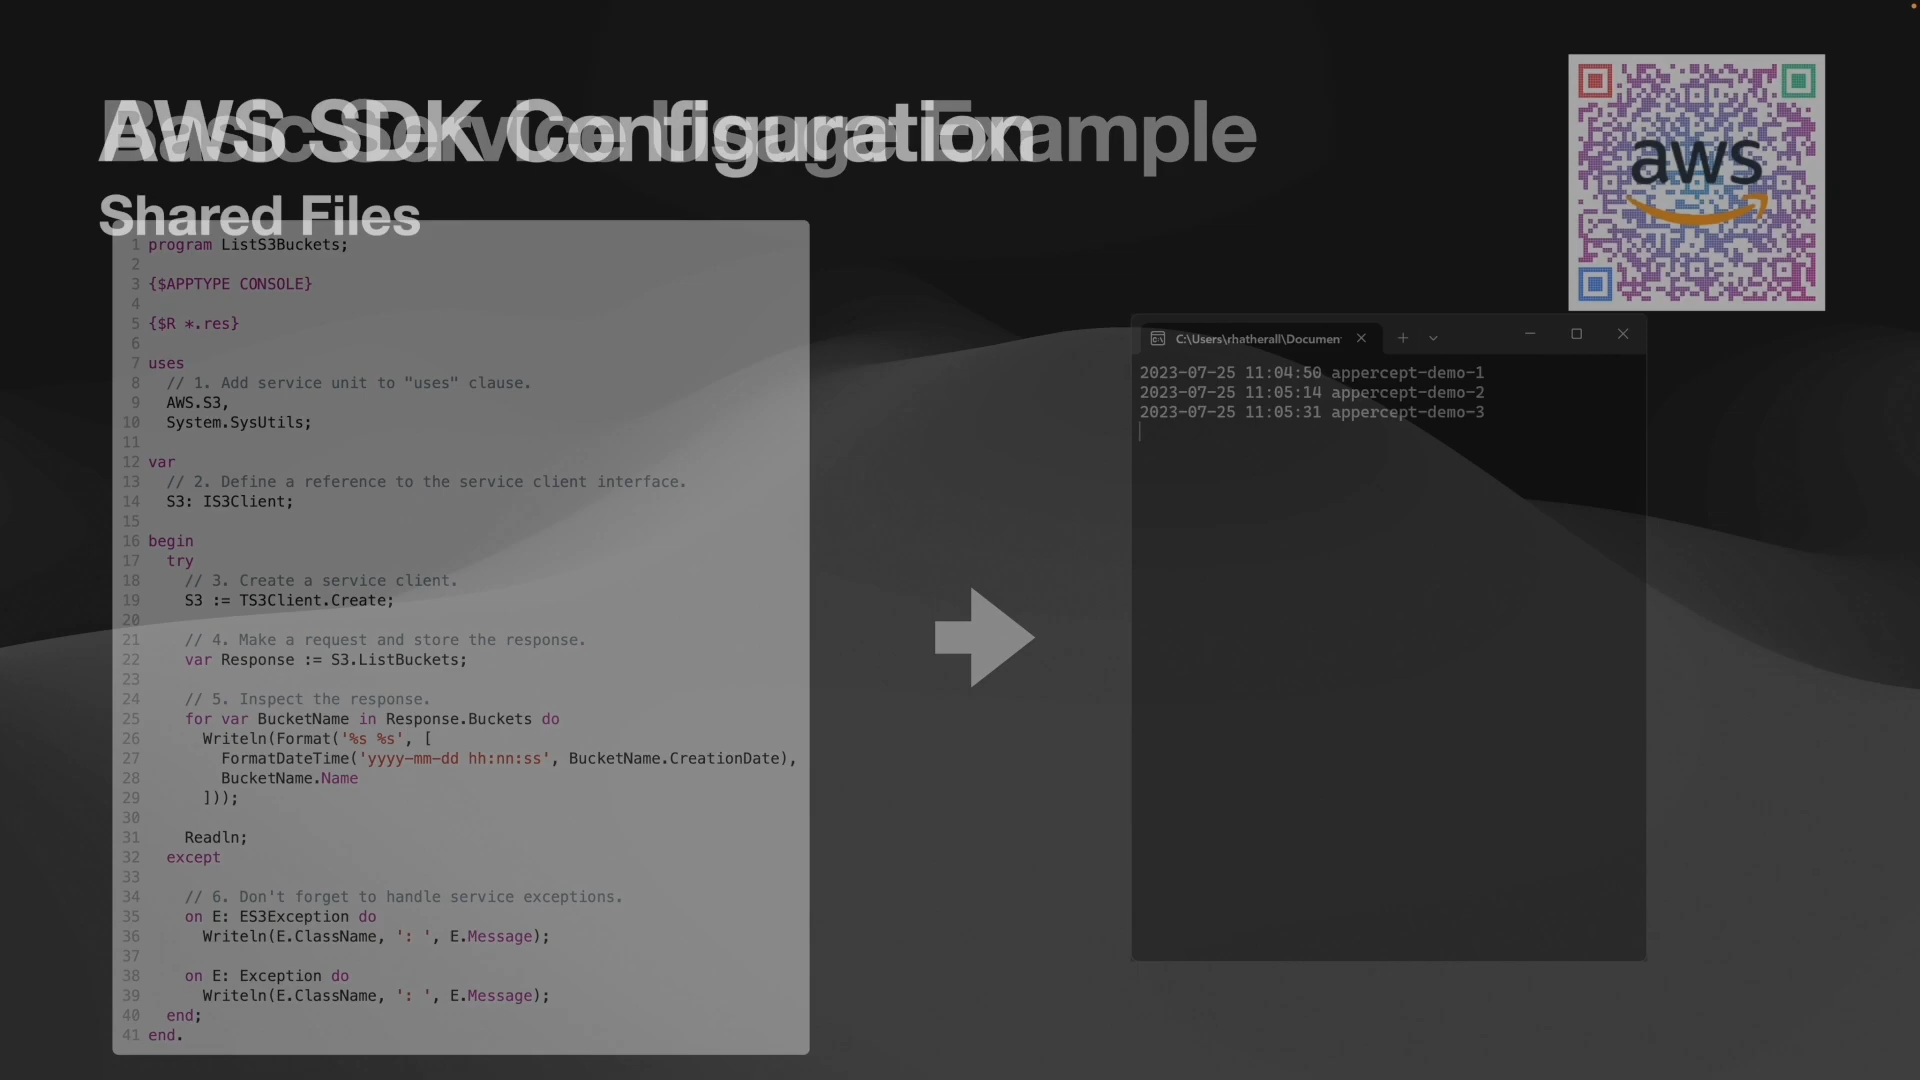 AWS SDK Configuration
Basic Service Usage Example
Shared Files
aws
1 program ListS3Buckets;
2
3 {$APPTYPE CONSOLE}
4
5 {$R *.res}
6
7 uses
8 // 1. Add service unit to "uses" clause.
9 AWS.S3,
10 System.SysUtils;
11
12 var
13 // 2. Define a reference to the service client interface.
14 S3: IS3Client;
15
16 begin
17 try
18 // 3. Create a service client.
19 S3 := TS3Client.Create;
20
21 // 4. Make a request and store the response.
22 var Response := S3.ListBuckets;
23
24 // 5. Inspect the response.
25 for var BucketName in Response.Buckets do
26 Writeln(Format('%s %s', [
27 FormatDateTime('yyyy-mm-dd hh:nn:ss', BucketName.CreationDate),
28 BucketName.Name
29 ]));
30
31 Readln;
32 except
33
34 // 6. Don't forget to handle service exceptions.
35 on E: ES3Exception do
36 Writeln(E.ClassName, ': ', E.Message);
37
38 on E: Exception do
39 Writeln(E.ClassName, ': ', E.Message);
40 end;
41 end.
C:\Users\rhatherall\Documen
2023-07-25 11:04:50 appercept-demo-1
2023-07-25 11:05:14 appercept-demo-2
2023-07-25 11:05:31 appercept-demo-3